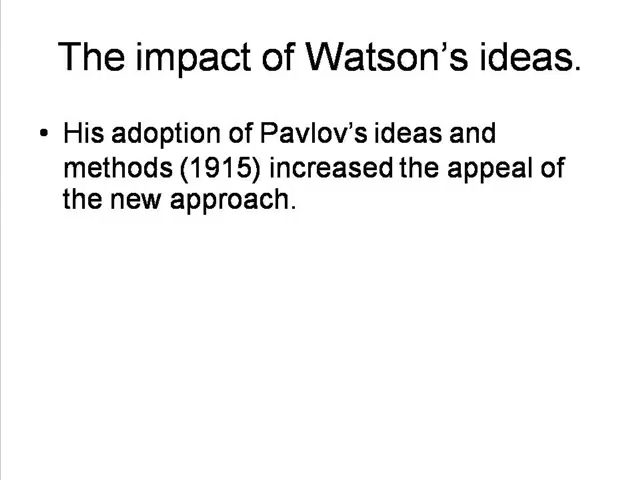 The impact of Watson's ideas.
• His adoption of Pavlov's ideas and
methods (1915) increased the appeal of
the new approach.